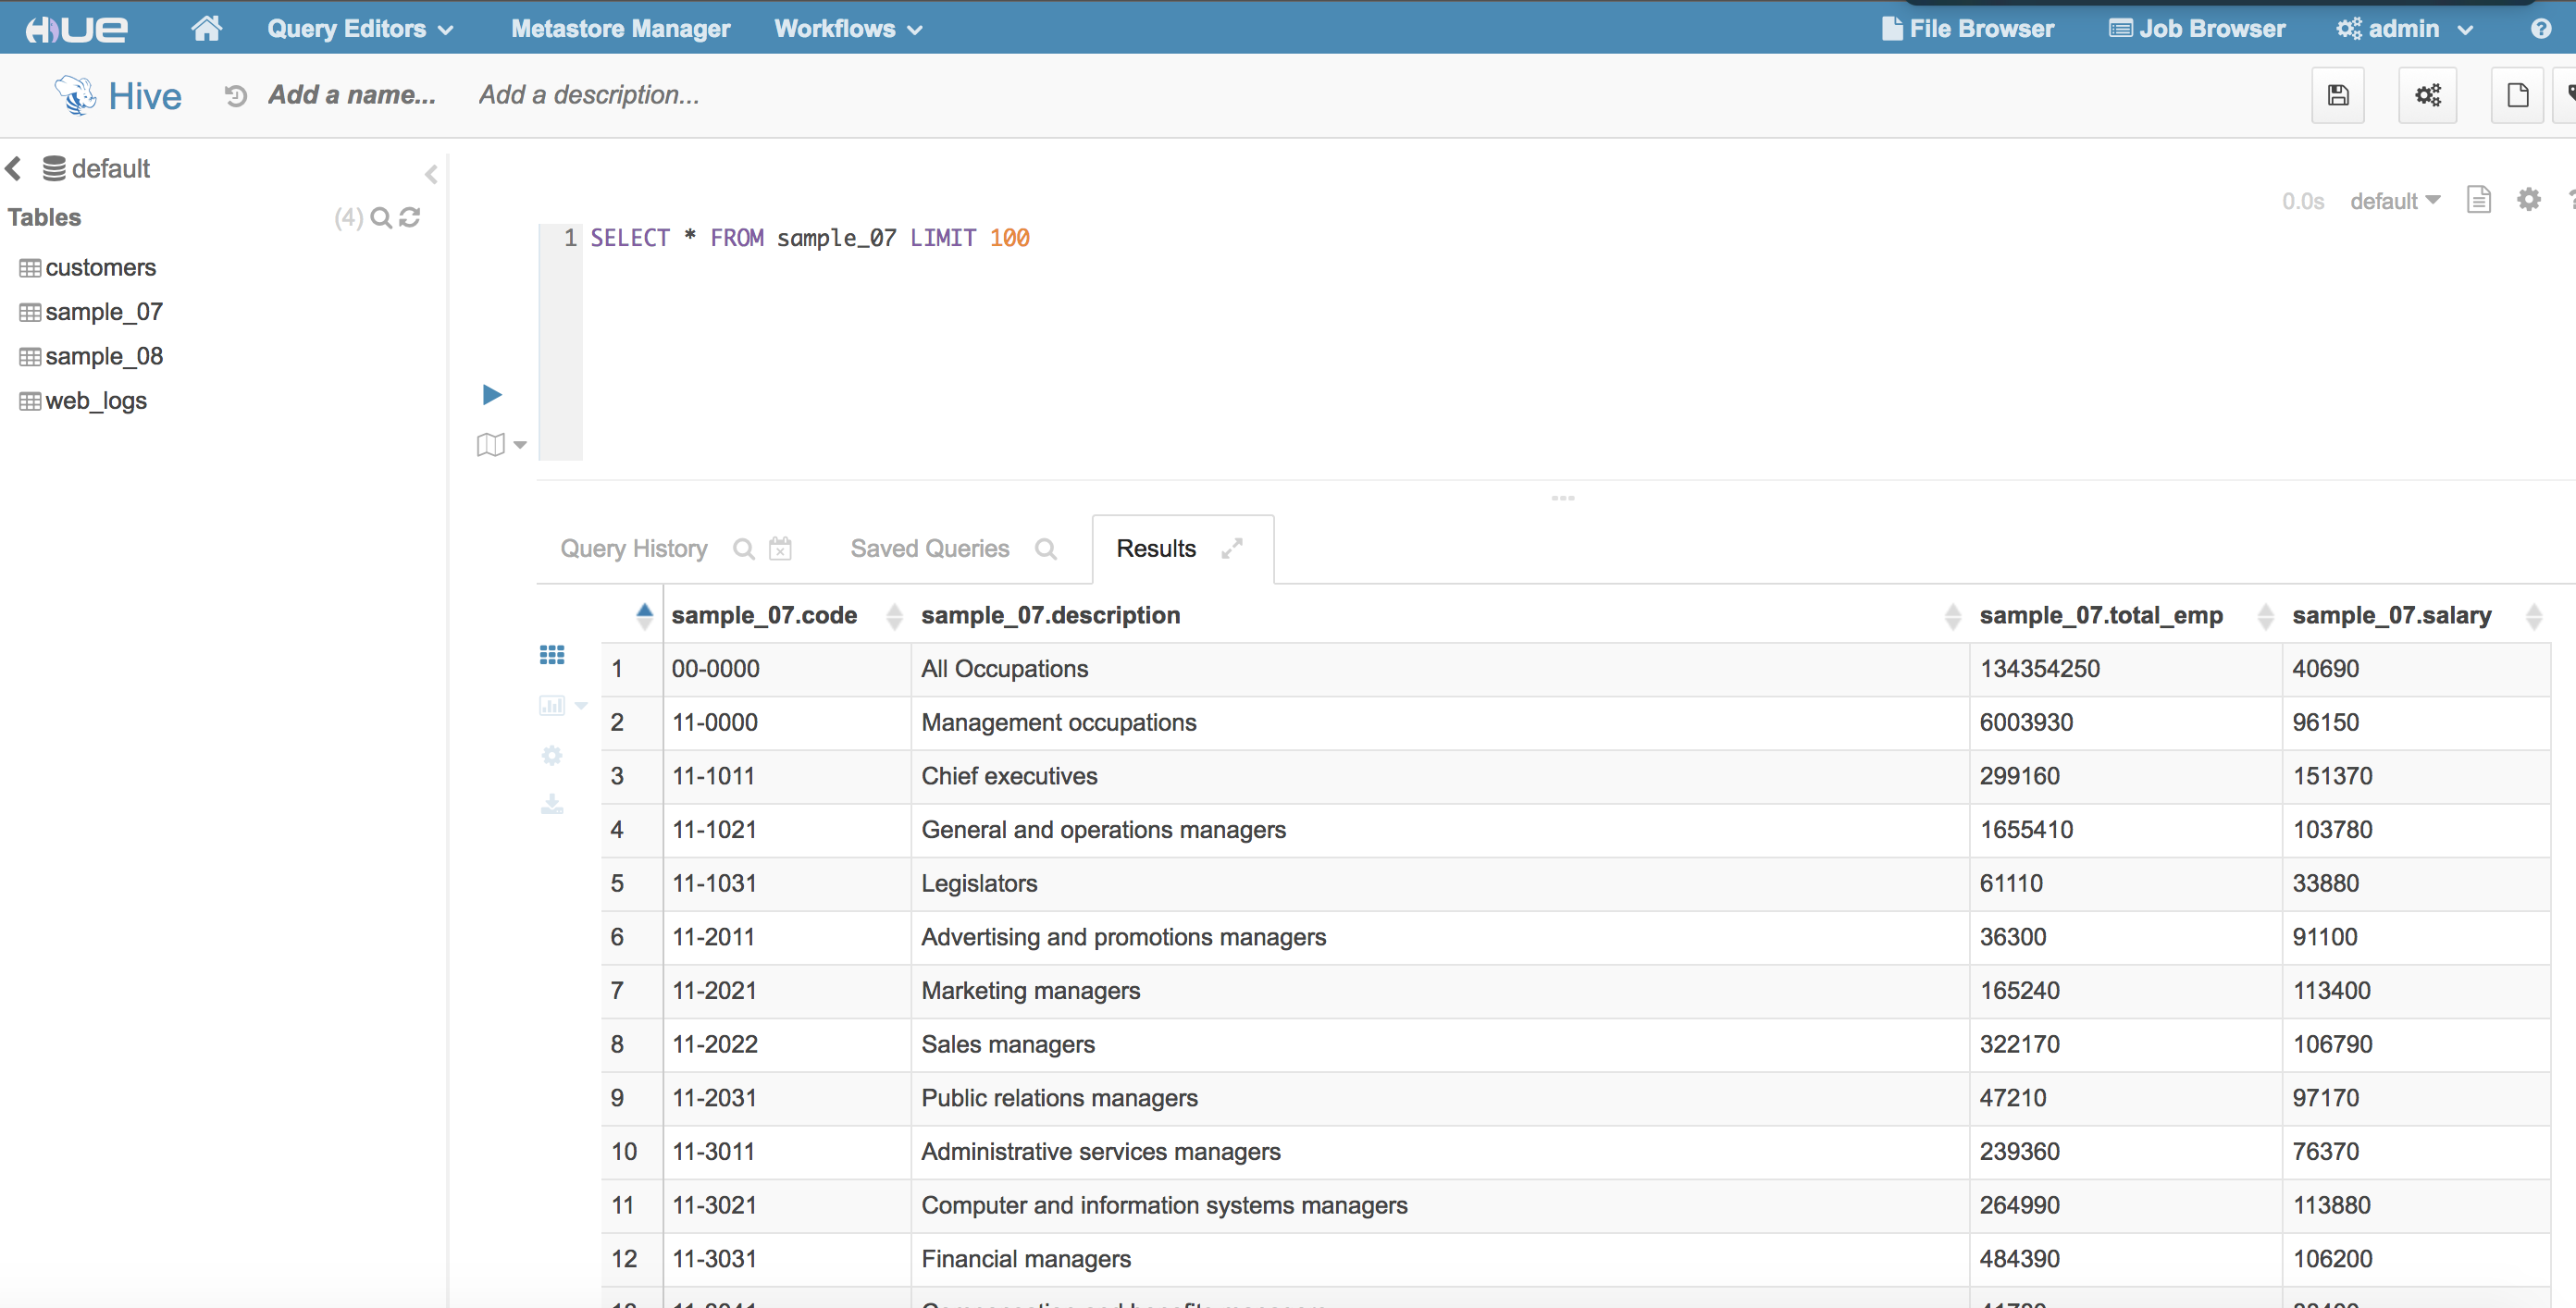 HUE Query Editors Metastore Manager Workflows File Browser Job Browser admin
Hive Add a name... Add a description...
default
Tables (4)
customers
sample_07
sample_08
web_logs
0.0s default
1 SELECT * FROM sample_07 LIMIT 100
Query History Saved Queries Results
sample_07.code sample_07.description sample_07.total_emp sample_07.salary
1 00-0000 All Occupations 134354250 40690
2 11-0000 Management occupations 6003930 96150
3 11-1011 Chief executives 299160 151370
4 11-1021 General and operations managers 1655410 103780
5 11-1031 Legislators 61110 33880
6 11-2011 Advertising and promotions managers 36300 91100
7 11-2021 Marketing managers 165240 113400
8 11-2022 Sales managers 322170 106790
9 11-2031 Public relations managers 47210 97170
10 11-3011 Administrative services managers 239360 76370
11 11-3021 Computer and information systems managers 264990 113880
12 11-3031 Financial managers 484390 106200